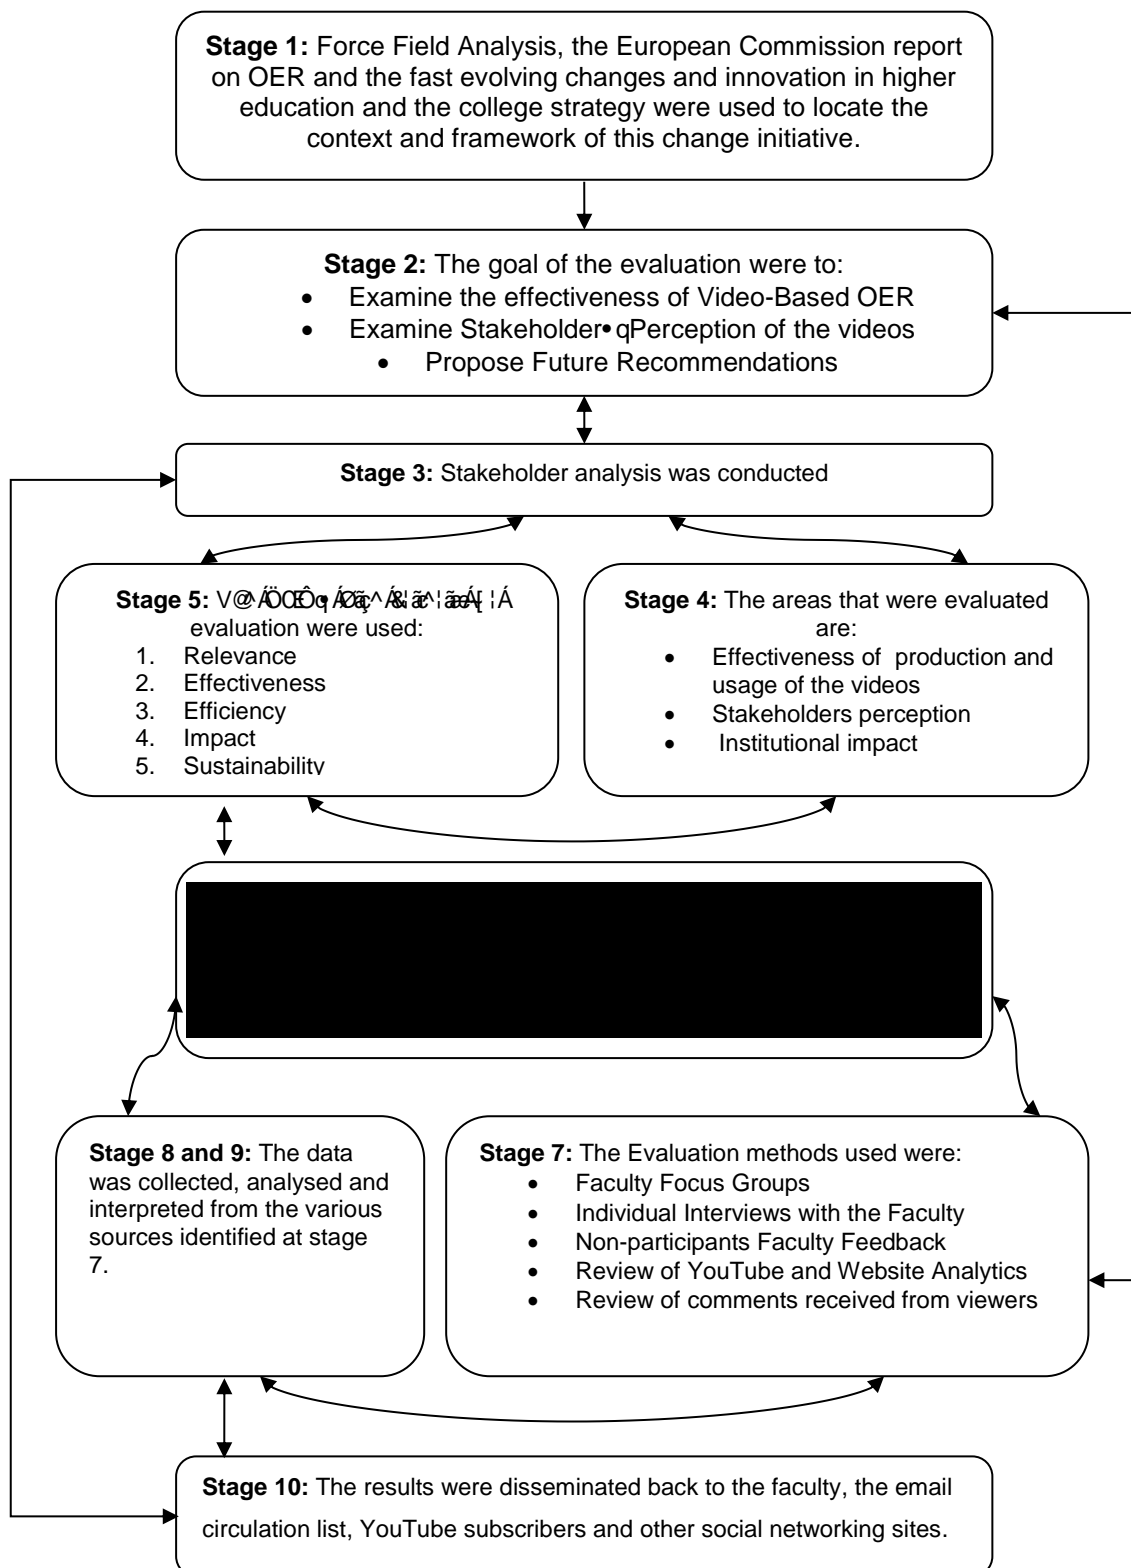 Stage 1: Force Field Analysis, the European Commission report
on OER and the fast evolving changes and innovation in higher
education and the college strategy were used to locate the
context and framework of this change initiative.
Stage 2: The goal of the evaluation were to:
• Examine the effectiveness of Video-Based OER
• Examine Stakeholder• qPerception of the videos
• Propose Future Recommendations
Stage 3: Stakeholder analysis was conducted
Stage 5:
evaluation were used:
1. Relevance
2. Effectiveness
3. Efficiency
4. Impact
5. Sustainability
Stage 4: The areas that were evaluated
are:
• Effectiveness of production and
usage of the videos
• Stakeholders perception
• Institutional impact
Stage 8 and 9: The data
was collected, analysed and
interpreted from the various
sources identified at stage
7.
Stage 7: The Evaluation methods used were:
• Faculty Focus Groups
• Individual Interviews with the Faculty
• Non-participants Faculty Feedback
• Review of YouTube and Website Analytics
• Review of comments received from viewers
Stage 10: The results were disseminated back to the faculty, the email
circulation list, YouTube subscribers and other social networking sites.